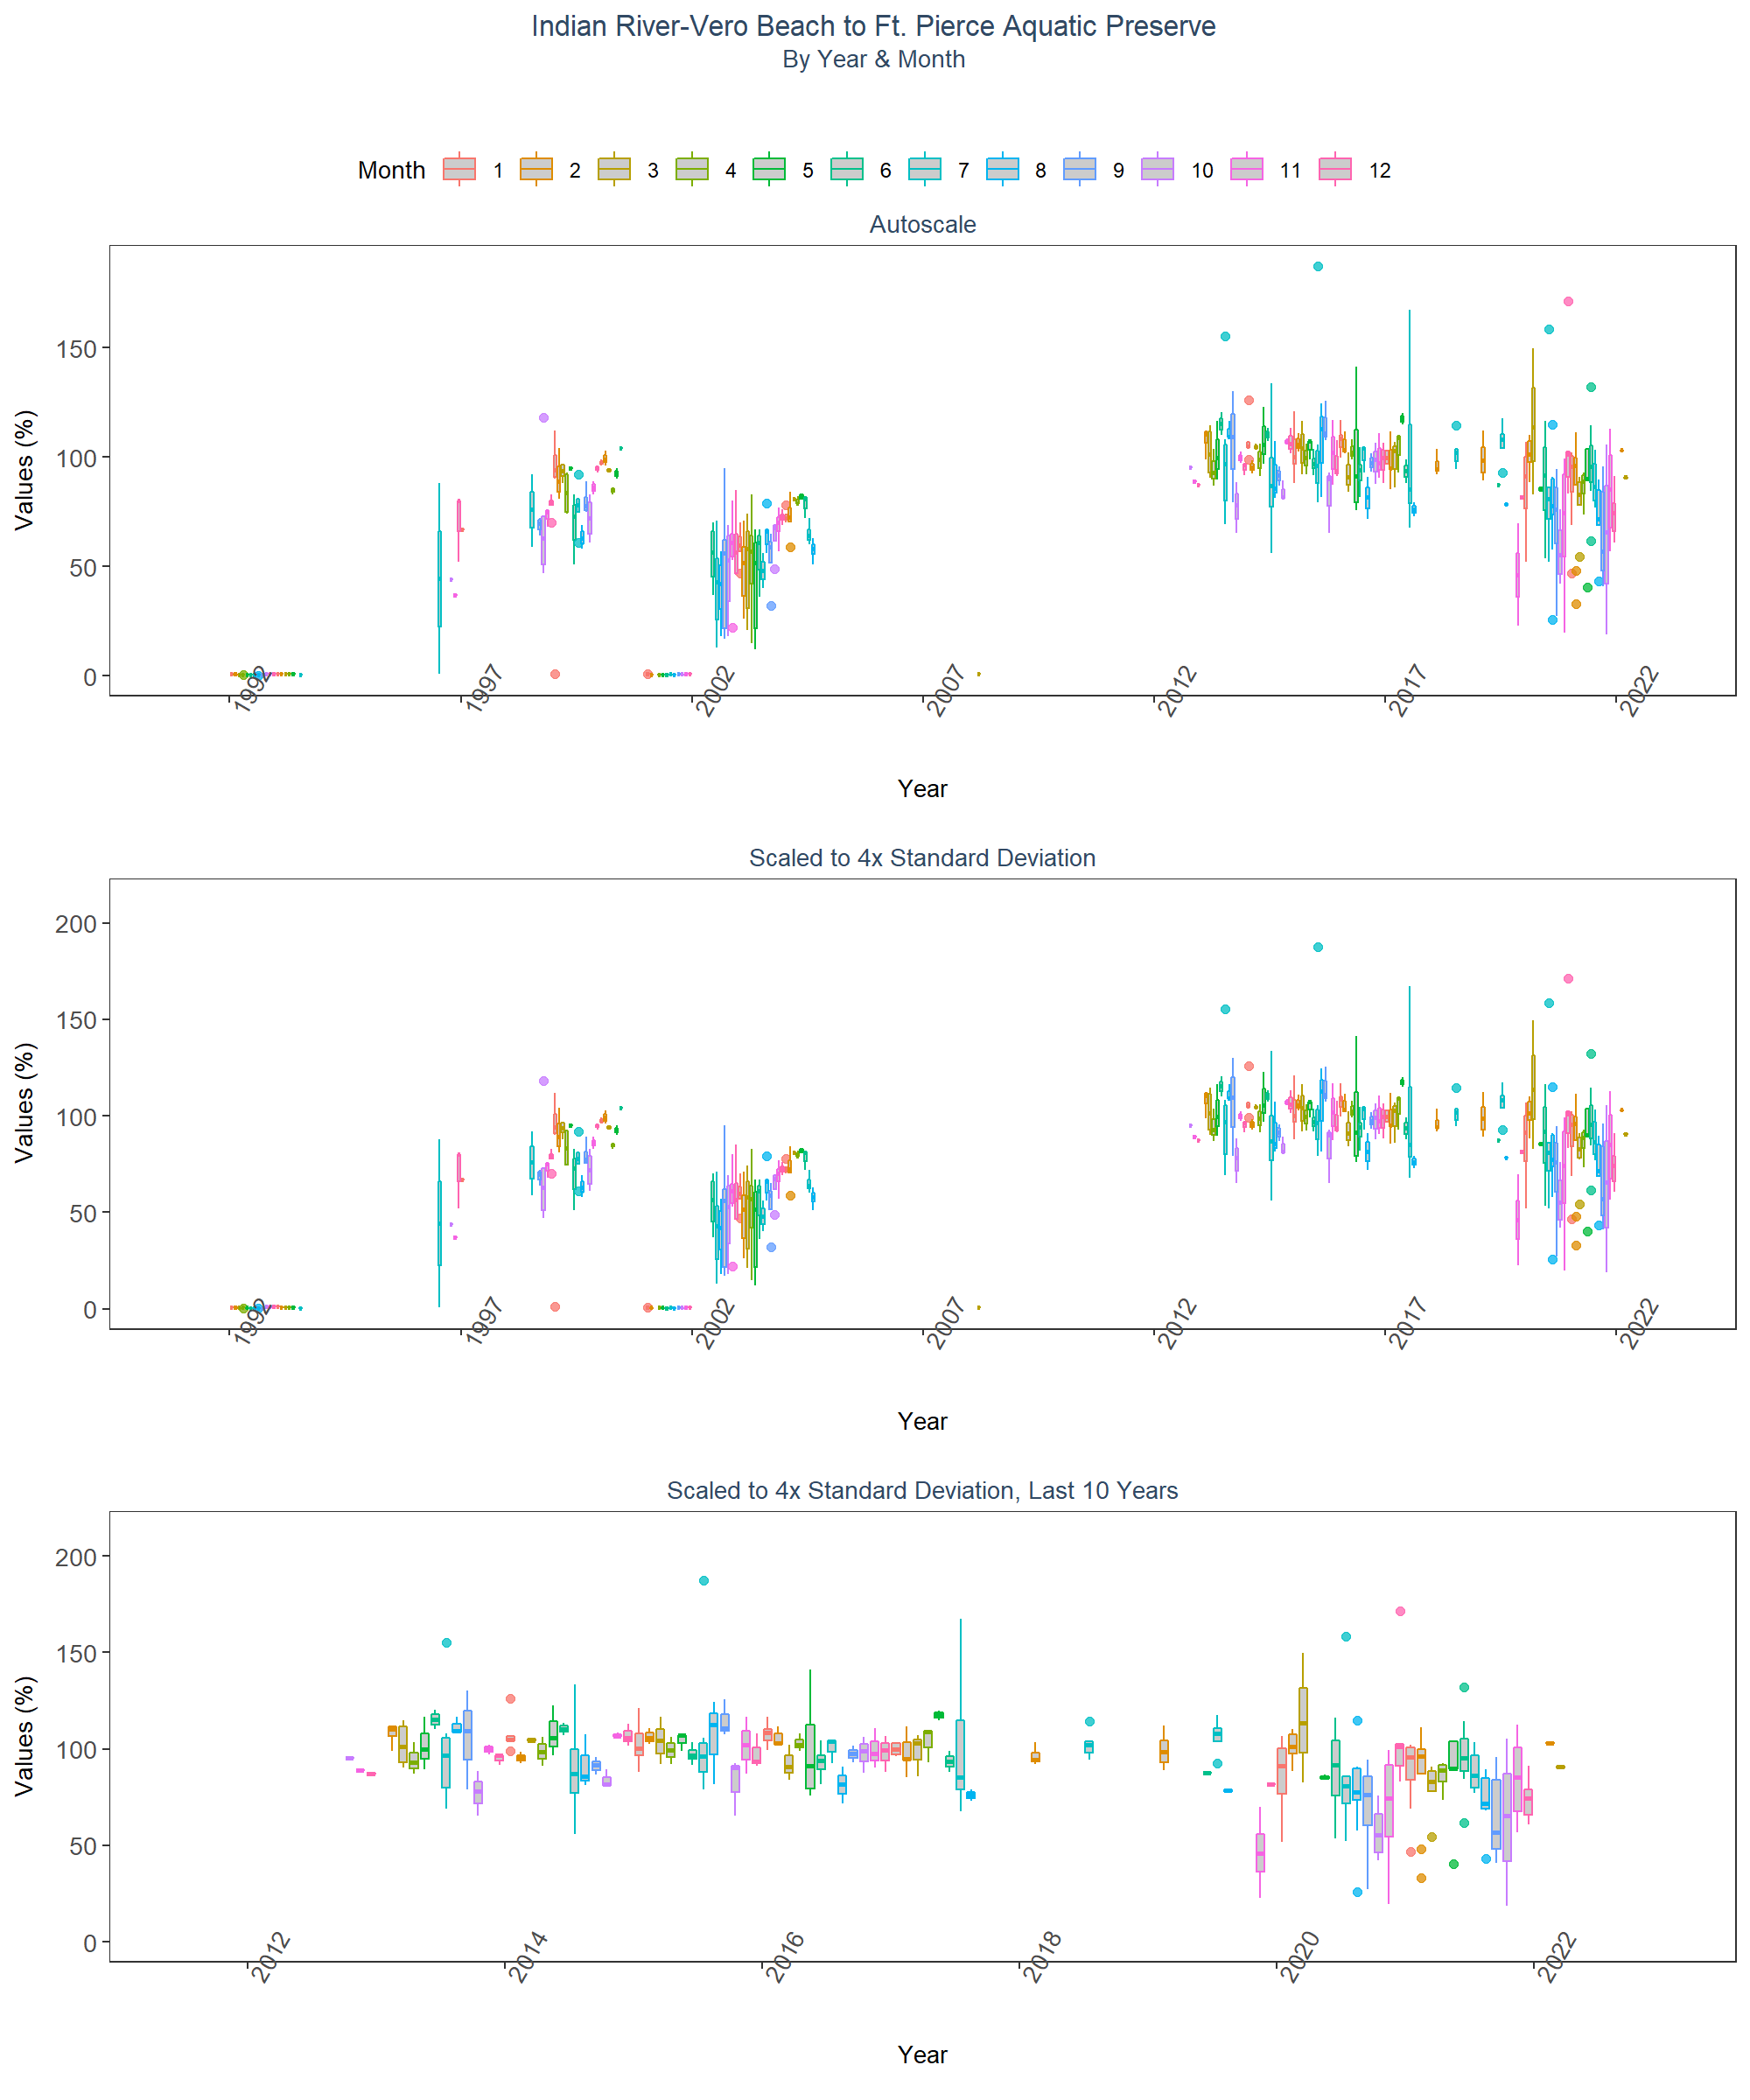 Indian River-Vero Beach to Ft. Pierce Aquatic Preserve
By Year & Month
Month 1 2 3 4 5 6 7 8 9 10 11 12
Autoscale
Values (%)
150
100
50
0
1992 1997 2002 2007 2012 2017 2022
Year
Scaled to 4x Standard Deviation
Values (%)
200
150
100
50
0
1992 1997 2002 2007 2012 2017 2022
Year
Scaled to 4x Standard Deviation, Last 10 Years
Values (%)
200
150
100
50
0
2012 2014 2016 2018 2020 2022
Year